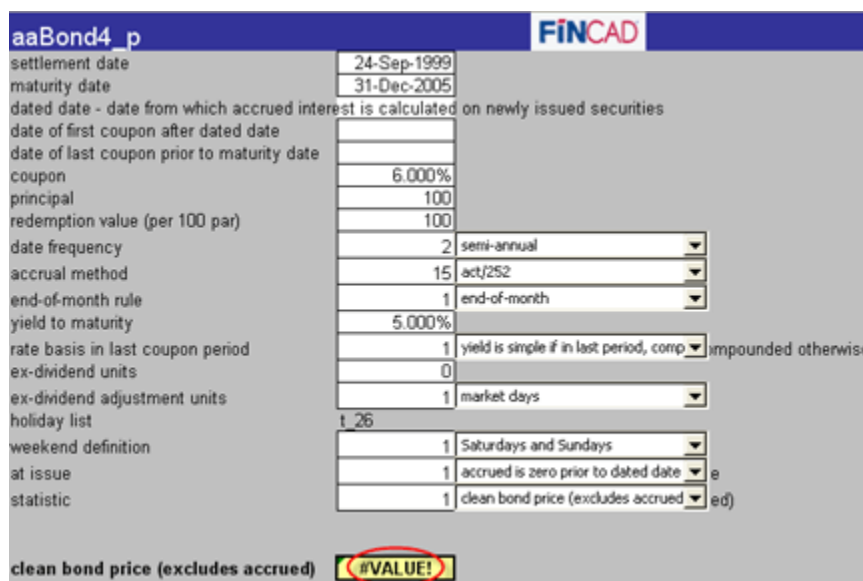 aaBond4_p FINCAD
settlement date 24-Sep-1999
maturity date 31-Dec-2005
dated date - date from which accrued interest is calculated on newly issued securities
date of first coupon after dated date
date of last coupon prior to maturity date
coupon 6.000%
principal 100
redemption value (per 100 par) 100
date frequency 2 semi-annual
accrual method 15 act/252
end-of-month rule 1 end-of-month
yield to maturity 5.000%
rate basis in last coupon period 1 yield is simple if in last period, comp mpounded otherwise
ex-dividend units 0
ex-dividend adjustment units 1 market days
holiday list t_26
weekend definition 1 Saturdays and Sundays
at issue 1 accrued is zero prior to dated date e
statistic 1 clean bond price (excludes accrued ed)
clean bond price (excludes accrued) #VALUE!